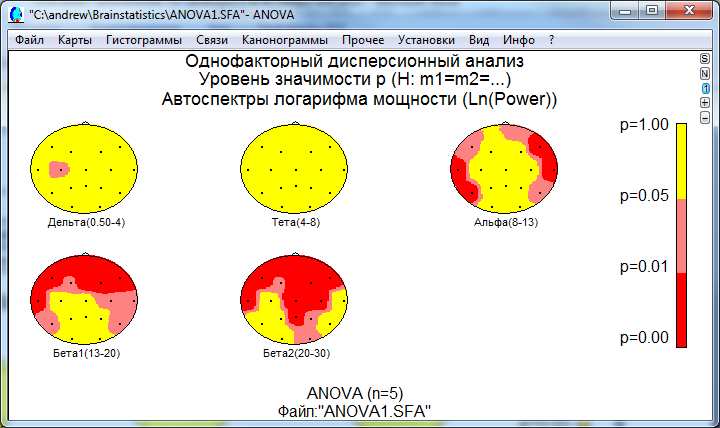 "C:\andrew\Brainstatistics\ANOVA1.SFA"- ANOVA
Файл Карты Гистограммы Связи Канонограммы Прочее Установки Вид Инфо ?
Однофакторный дисперсионный анализ
Уровень значимости p (H: m1=m2=...)
Автоспектры логарифма мощности (Ln(Power))
S
N
1
+
−
p=1.00
p=0.05
p=0.01
p=0.00
Дельта(0.50-4) Тета(4-8) Альфа(8-13)
Бета1(13-20) Бета2(20-30)
ANOVA (n=5)
Файл:"ANOVA1.SFA"